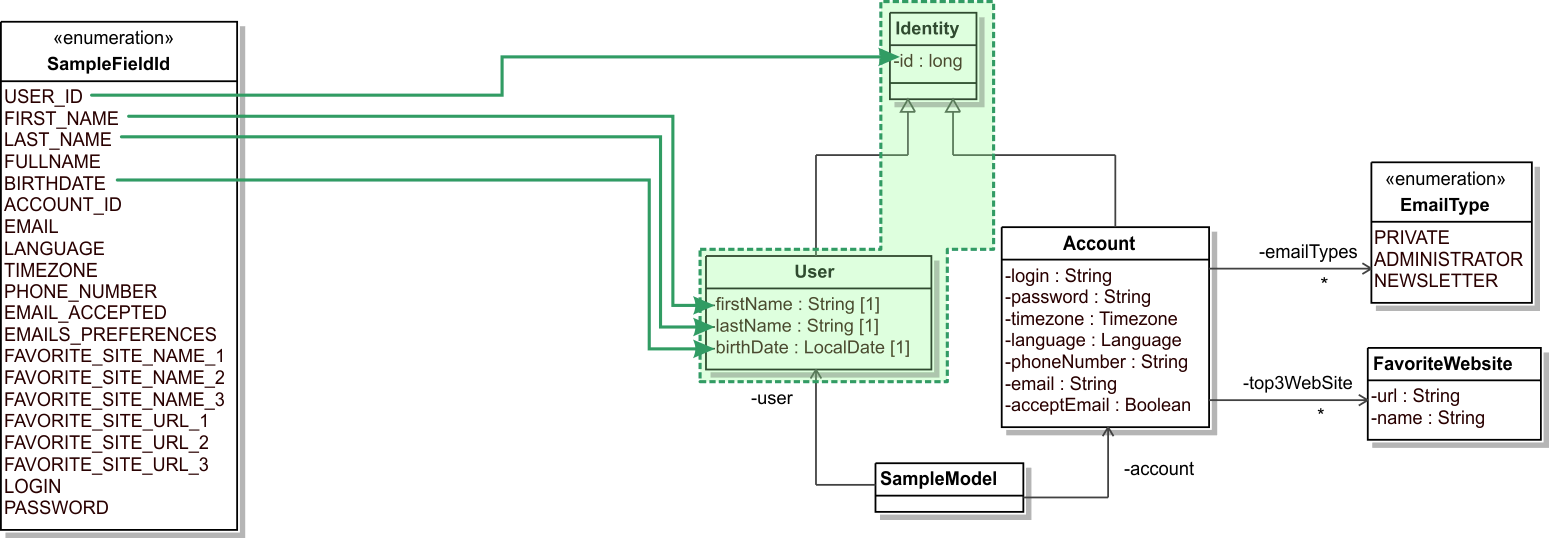 «enumeration»
SampleFieldId
USER_ID
FIRST_NAME
LAST_NAME
FULLNAME
BIRTHDATE
ACCOUNT_ID
EMAIL
LANGUAGE
TIMEZONE
PHONE_NUMBER
EMAIL_ACCEPTED
EMAILS_PREFERENCES
FAVORITE_SITE_NAME_1
FAVORITE_SITE_NAME_2
FAVORITE_SITE_NAME_3
FAVORITE_SITE_URL_1
FAVORITE_SITE_URL_2
FAVORITE_SITE_URL_3
LOGIN
PASSWORD
Identity
-id : long
User
-firstName : String [1]
-lastName : String [1]
-birthDate : LocalDate [1]
-user
SampleModel
-account
Account
-login : String
-password : String
-timezone : Timezone
-language : Language
-phoneNumber : String
-email : String
-acceptEmail : Boolean
-emailTypes
*
«enumeration»
EmailType
PRIVATE
ADMINISTRATOR
NEWSLETTER
-top3WebSite
*
FavoriteWebsite
-url : String
-name : String